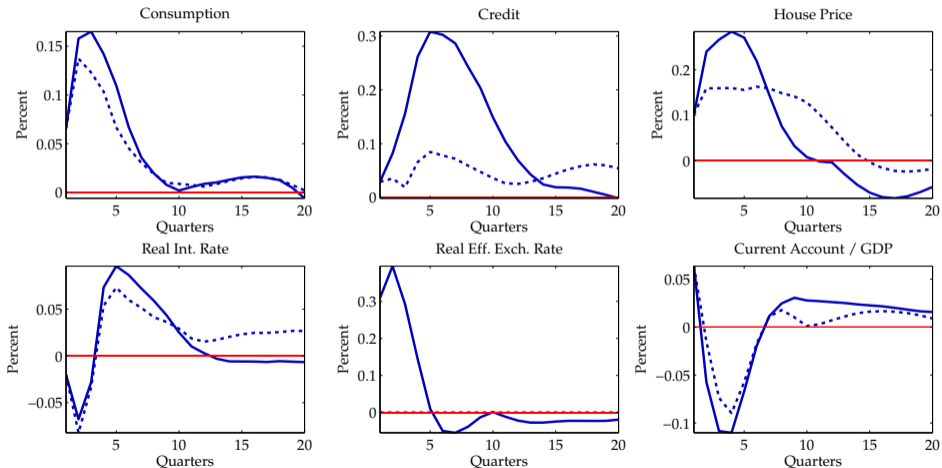 Consumption
0.15
0.1
0.05
0
Percent
5
10
15
20
Quarters
Credit
0.3
0.2
0.1
0
Percent
5
10
15
20
Quarters
House Price
0.2
0.1
0
Percent
5
10
15
20
Quarters
Real Int. Rate
0.05
0
−0.05
Percent
5
10
15
20
Quarters
Real Eff. Exch. Rate
0.3
0.2
0.1
0
Percent
5
10
15
20
Quarters
Current Account / GDP
0.05
0
−0.05
−0.1
Percent
5
10
15
20
Quarters